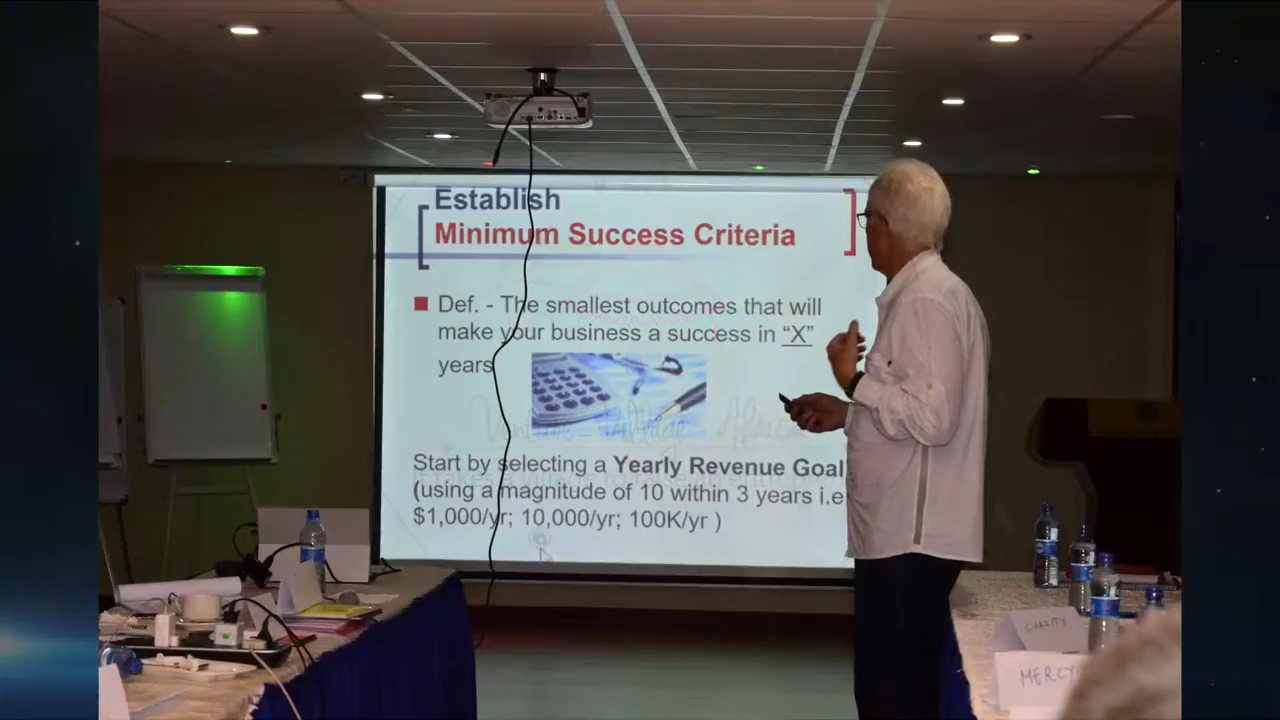 Establish
Minimum Success Criteria
Def. - The smallest outcomes that will
make your business a success in “X”
years
Start by selecting a Yearly Revenue Goal
(using a magnitude of 10 within 3 years i.e
$1,000/yr; 10,000/yr; 100K/yr )
MERCY